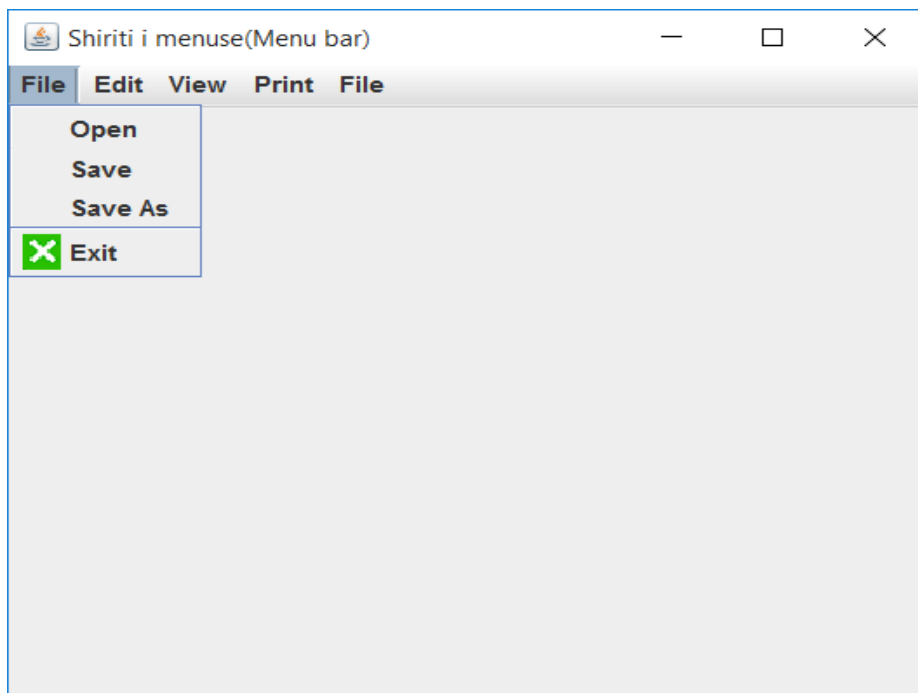 Shiriti i menuse(Menu bar)
File Edit View Print File
Open
Save
Save As
Exit